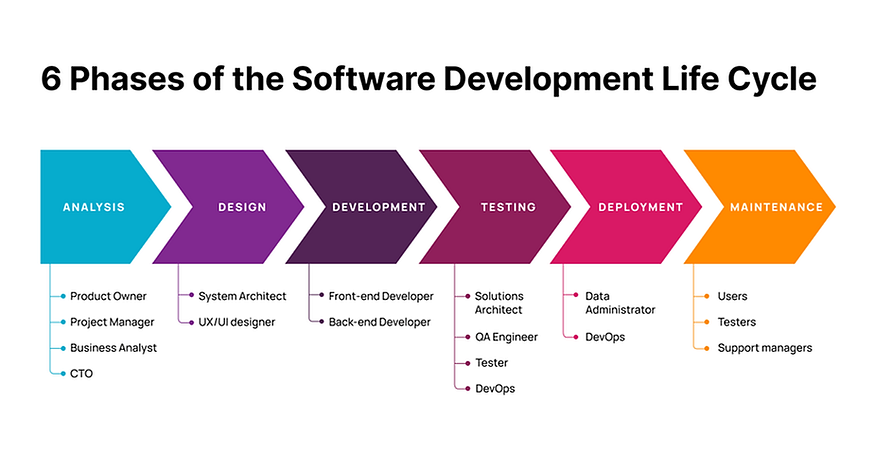 6 Phases of the Software Development Life Cycle
ANALYSIS
DESIGN
DEVELOPMENT
TESTING
DEPLOYMENT
MAINTENANCE
Product Owner
Project Manager
Business Analyst
CTO
System Architect
UX/UI designer
Front-end Developer
Back-end Developer
Solutions
Architect
QA Engineer
Tester
DevOps
Data
Administrator
DevOps
Users
Testers
Support managers